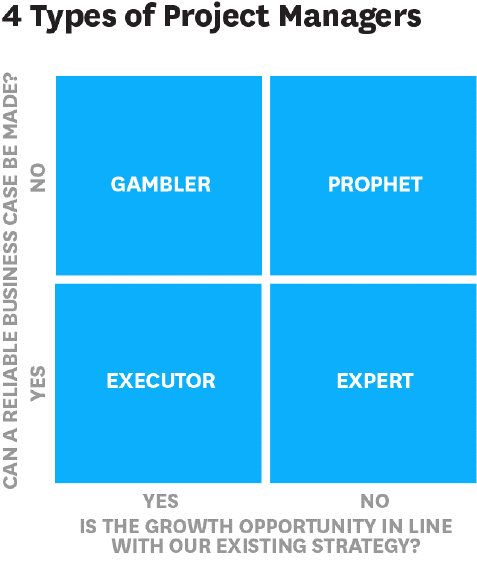 4 Types of Project Managers
CAN A RELIABLE BUSINESS CASE BE MADE?
NO
GAMBLER
PROPHET
YES
EXECUTOR
EXPERT
YES
NO
IS THE GROWTH OPPORTUNITY IN LINE
WITH OUR EXISTING STRATEGY?